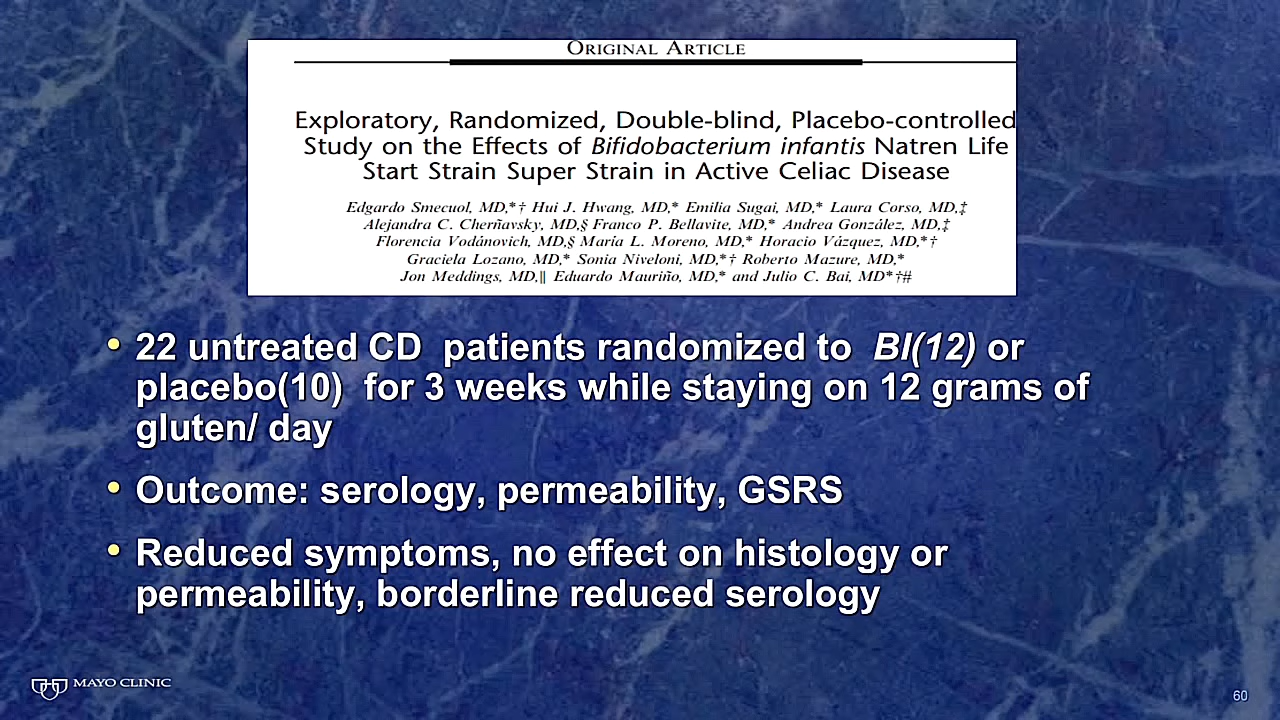 ORIGINAL ARTICLE
Exploratory, Randomized, Double-blind, Placebo-controlled
Study on the Effects of Bifidobacterium infantis Natren Life
Start Strain Super Strain in Active Celiac Disease
Edgardo Smecuol, MD,*† Hui J. Hwang, MD,* Emilia Sugai, MD,* Laura Corso, MD,‡
Alejandra C. Cherñavsky, MD,§ Franco P. Bellavite, MD,* Andrea González, MD,‡
Florencia Vodánovich, MD,§ María L. Moreno, MD,* Horacio Vázquez, MD,*†
Graciela Lozano, MD,* Sonia Niveloni, MD,*† Roberto Mazure, MD,*
Jon Meddings, MD,‖ Eduardo Mauriño, MD,* and Julio C. Bai, MD*†#
• 22 untreated CD patients randomized to BI(12) or
placebo(10) for 3 weeks while staying on 12 grams of
gluten/ day
• Outcome: serology, permeability, GSRS
• Reduced symptoms, no effect on histology or
permeability, borderline reduced serology
MAYO CLINIC
60